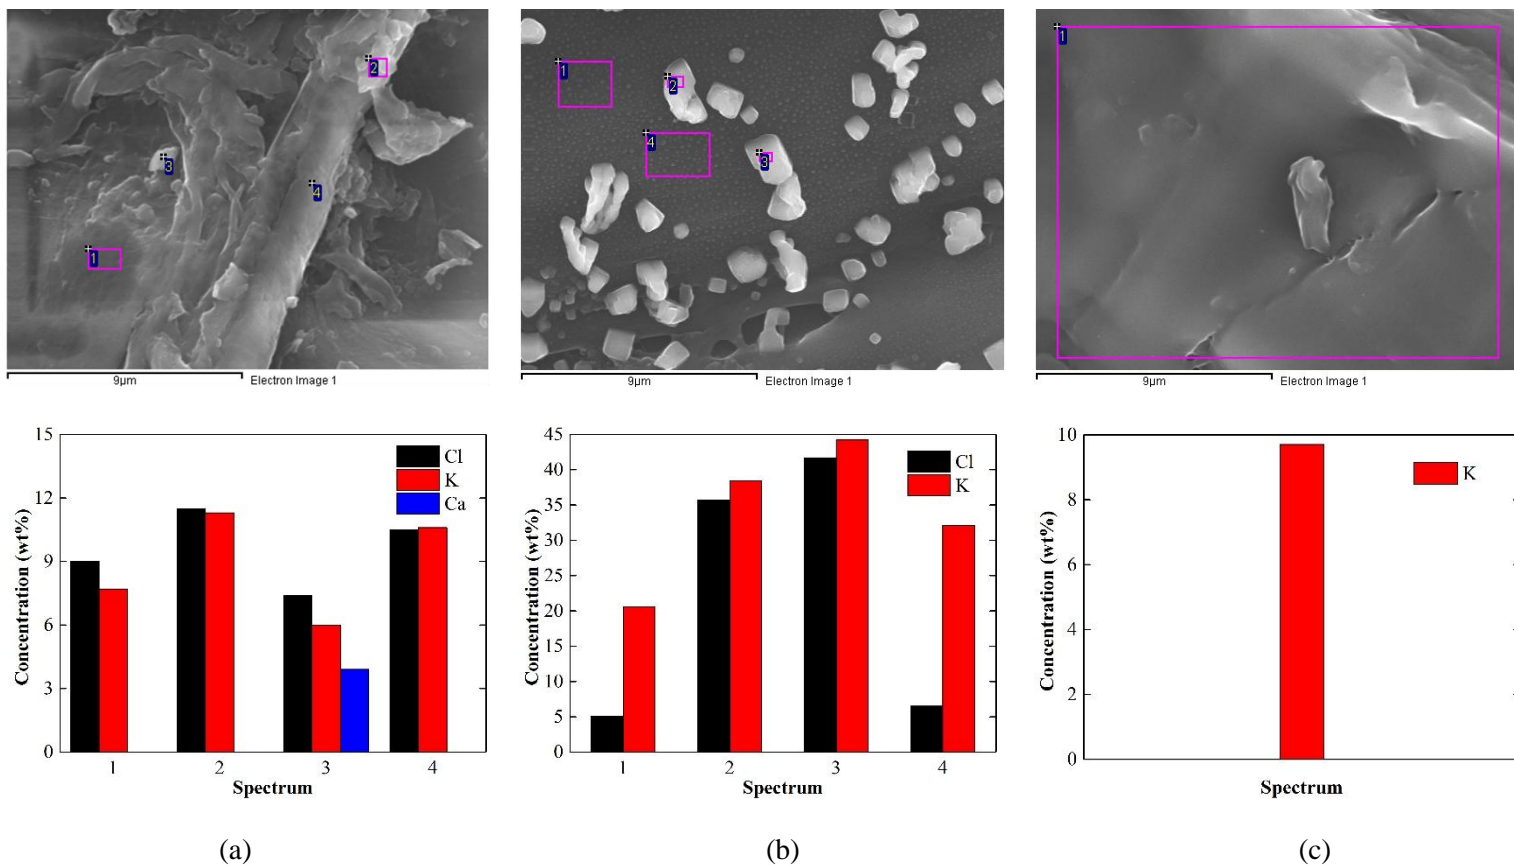 2
3
4
1
9µm
Electron Image 1
1
2
4
3
9µm
Electron Image 1
1
9µm
Electron Image 1
15
12
9
6
3
0
Concentration (wt%)
Cl
K
Ca
1 2 3 4
Spectrum
45
40
35
30
25
20
15
10
5
0
Concentration (wt%)
Cl
K
1 2 3 4
Spectrum
10
8
6
4
2
0
Concentration (wt%)
K
Spectrum
(a) (b) (c)